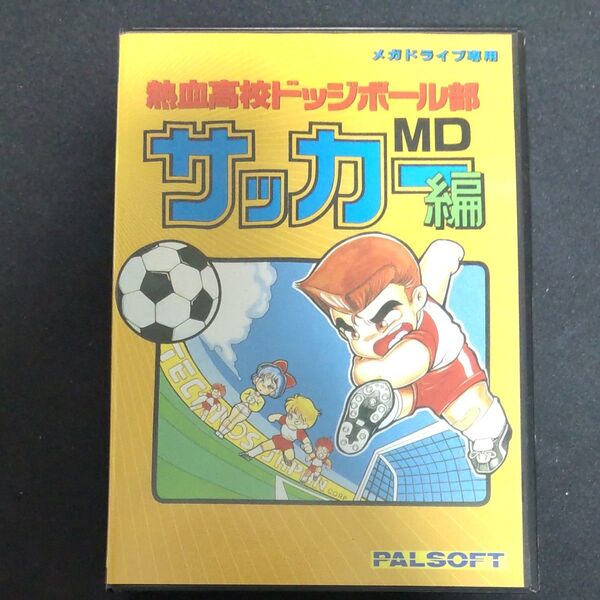 メガドライブ専用
熱血高校ドッジボール部
MD
サッカー編
TECHNOS JAPAN CORP.
PALSOFT